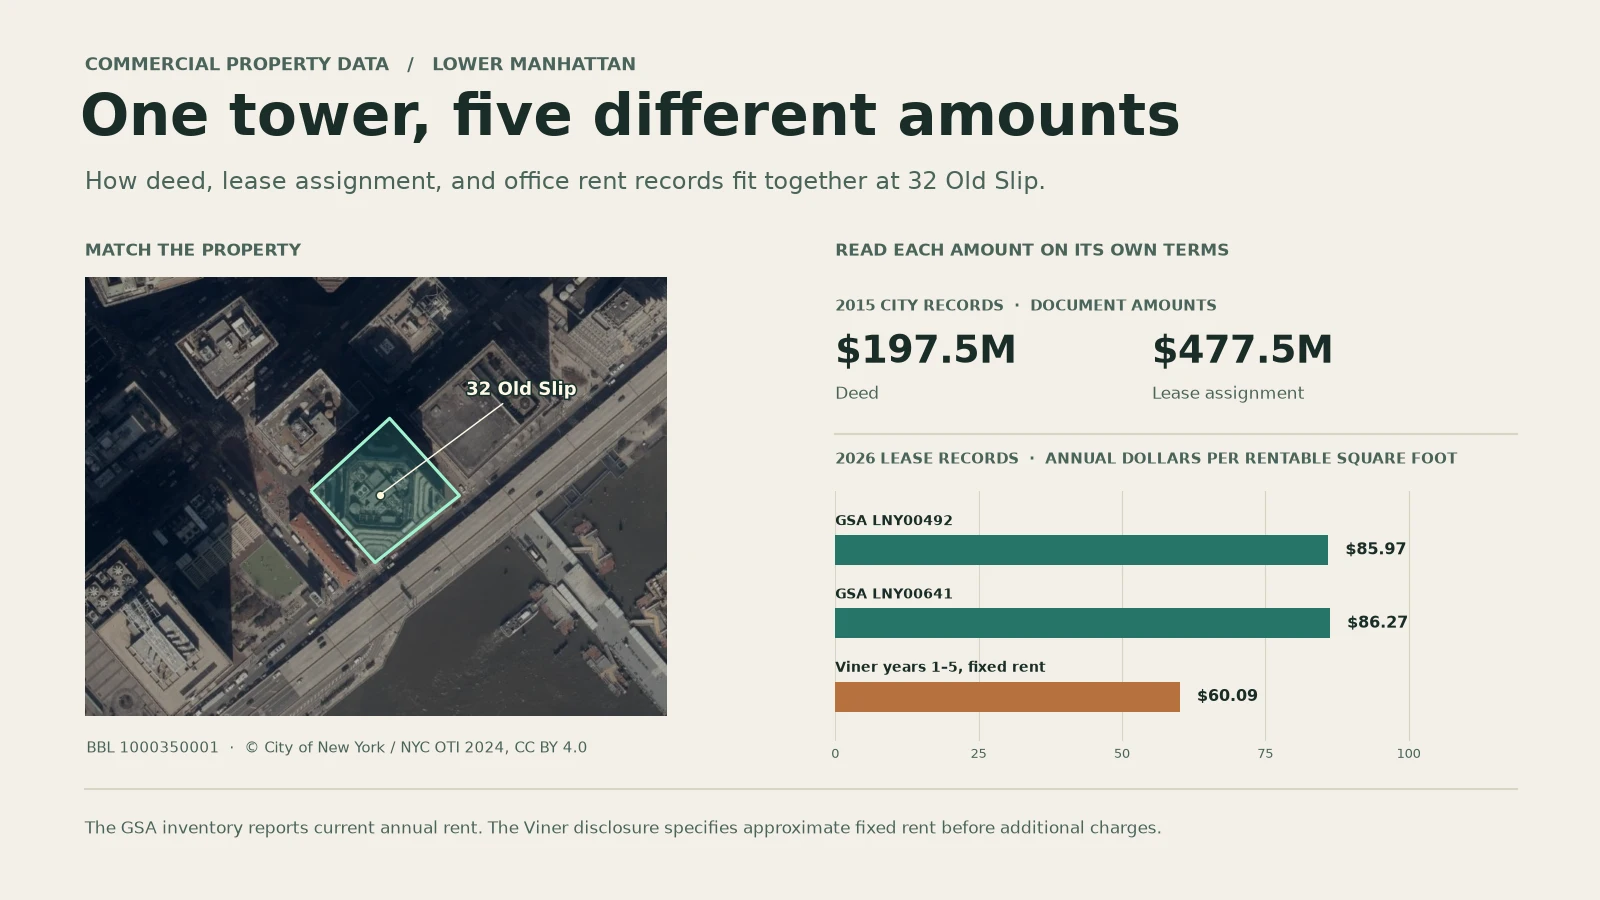 COMMERCIAL PROPERTY DATA / LOWER MANHATTAN
One tower, five different amounts
How deed, lease assignment, and office rent records fit together at 32 Old Slip.
MATCH THE PROPERTY
32 Old Slip
BBL 1000350001 · © City of New York / NYC OTI 2024, CC BY 4.0
READ EACH AMOUNT ON ITS OWN TERMS
2015 CITY RECORDS · DOCUMENT AMOUNTS
$197.5M $477.5M
Deed Lease assignment
2026 LEASE RECORDS · ANNUAL DOLLARS PER RENTABLE SQUARE FOOT
GSA LNY00492
$85.97
GSA LNY00641
$86.27
Viner years 1–5, fixed rent
$60.09
0 25 50 75 100
The GSA inventory reports current annual rent. The Viner disclosure specifies approximate fixed rent before additional charges.